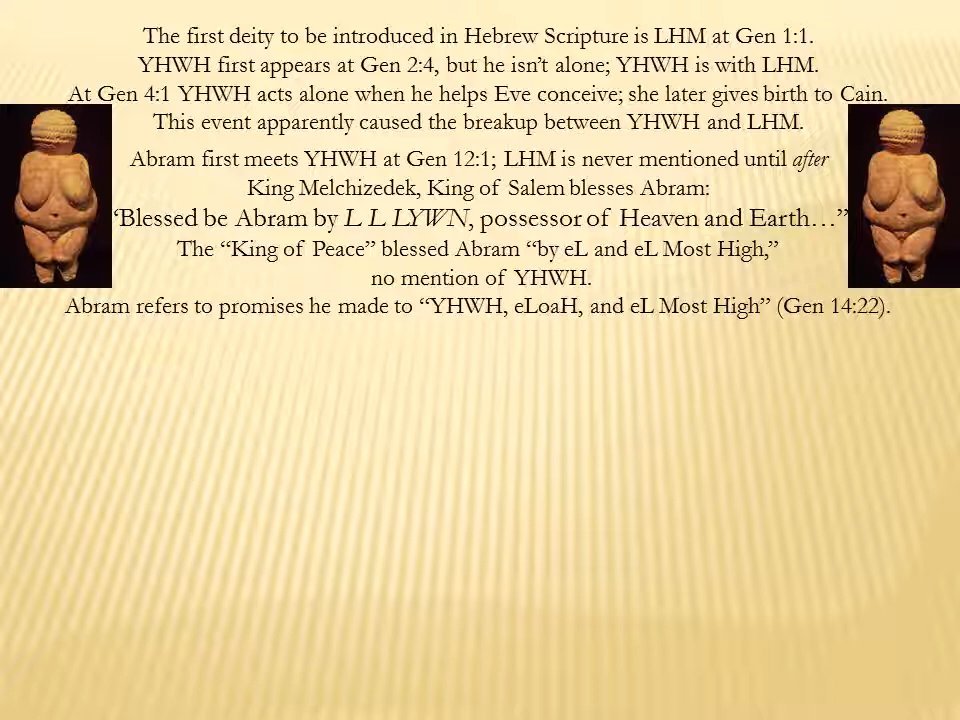 The first deity to be introduced in Hebrew Scripture is LHM at Gen 1:1.
YHWH first appears at Gen 2:4, but he isn’t alone; YHWH is with LHM.
At Gen 4:1 YHWH acts alone when he helps Eve conceive; she later gives birth to Cain.
This event apparently caused the breakup between YHWH and LHM.
Abram first meets YHWH at Gen 12:1; LHM is never mentioned until after
King Melchizedek, King of Salem blesses Abram:
‘Blessed be Abram by L L LYWN, possessor of Heaven and Earth…”
The “King of Peace” blessed Abram “by eL and eL Most High,”
no mention of YHWH.
Abram refers to promises he made to “YHWH, eLoaH, and eL Most High” (Gen 14:22).